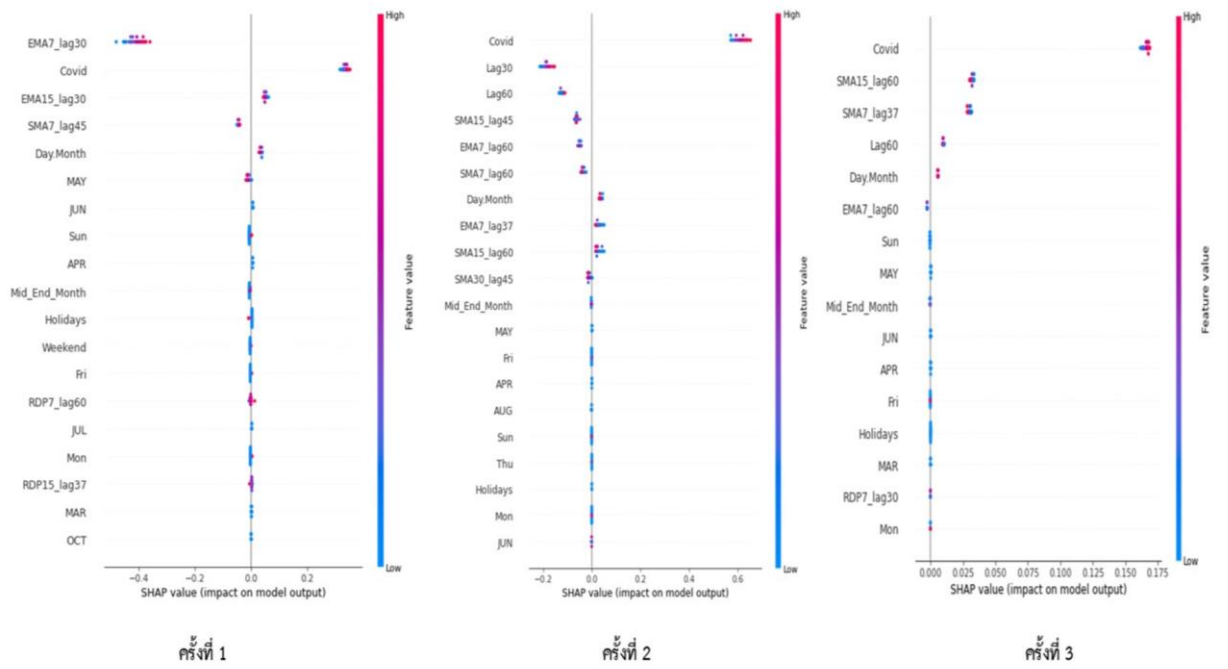 High
EMA7_lag30
Covid
EMA15_lag30
SMA7_lag45
Day.Month
MAY
JUN
Sun
APR
Mid_End_Month
Holidays
Weekend
Fri
RDP7_lag60
JUL
Mon
RDP15_lag37
MAR
OCT
Feature value
Low
−0.4 −0.2 0.0 0.2
SHAP value (impact on model output)
ครั้งที่ 1
High
Covid
Lag30
Lag60
SMA15_lag45
EMA7_lag60
SMA7_lag60
Day.Month
EMA7_lag37
SMA15_lag60
SMA30_lag45
Mid_End_Month
MAY
Fri
APR
AUG
Sun
Thu
Holidays
Mon
JUN
Feature value
Low
−0.2 0.0 0.2 0.4 0.6
SHAP value (impact on model output)
ครั้งที่ 2
High
Covid
SMA15_lag60
SMA7_lag37
Lag60
Day.Month
EMA7_lag60
Sun
MAY
Mid_End_Month
JUN
APR
Fri
Holidays
MAR
RDP7_lag30
Mon
Feature value
Low
0.000 0.025 0.050 0.075 0.100 0.125 0.150 0.175
SHAP value (impact on model output)
ครั้งที่ 3